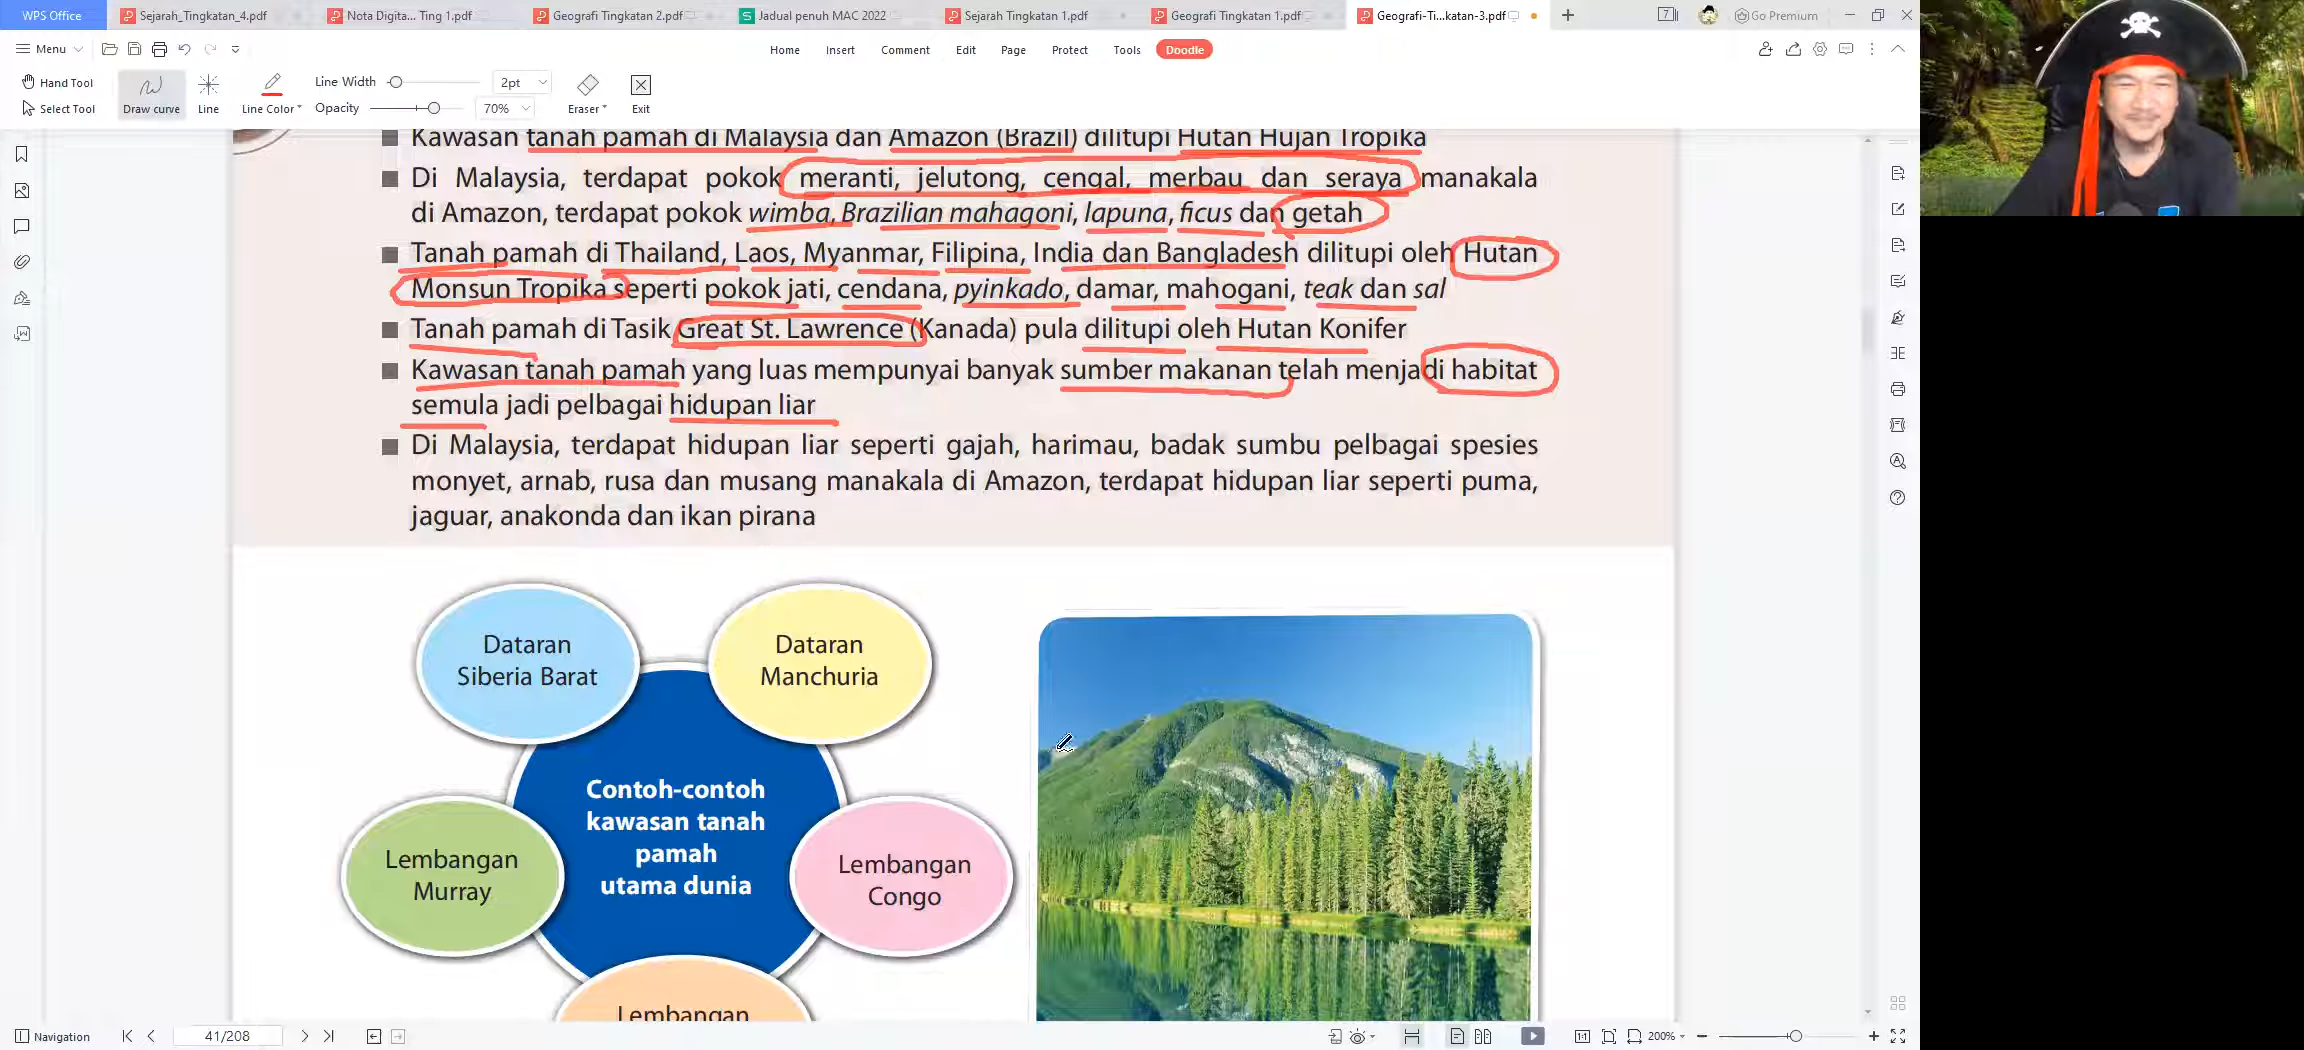 WPS Office
Sejarah_Tingkatan_4.pdf
Nota Digita... Ting 1.pdf
Geografi Tingkatan 2.pdf
Jadual penuh MAC 2022
Sejarah Tingkatan 1.pdf
Geografi Tingkatan 1.pdf
Geografi-Ti...katan-3.pdf
7
Go Premium
Menu
Home
Insert
Comment
Edit
Page
Protect
Tools
Doodle
Hand Tool
Select Tool
Draw curve
Line
Line Color
Line Width
2pt
Opacity
70%
Eraser
Exit
Kawasan tanah pamah di Malaysia dan Amazon (Brazil) dilitupi Hutan Hujan Tropika
Di Malaysia, terdapat pokok meranti, jelutong, cengal, merbau dan seraya manakala
di Amazon, terdapat pokok wimba, Brazilian mahagoni, lapuna, ficus dan getah
Tanah pamah di Thailand, Laos, Myanmar, Filipina, India dan Bangladesh dilitupi oleh Hutan
Monsun Tropika seperti pokok jati, cendana, pyinkado, damar, mahogani, teak dan sal
Tanah pamah di Tasik Great St. Lawrence (Kanada) pula dilitupi oleh Hutan Konifer
Kawasan tanah pamah yang luas mempunyai banyak sumber makanan telah menjadi habitat
semula jadi pelbagai hidupan liar
Di Malaysia, terdapat hidupan liar seperti gajah, harimau, badak sumbu pelbagai spesies
monyet, arnab, rusa dan musang manakala di Amazon, terdapat hidupan liar seperti puma,
jaguar, anakonda dan ikan pirana
Dataran
Siberia Barat
Dataran
Manchuria
Contoh-contoh
kawasan tanah
pamah
utama dunia
Lembangan
Murray
Lembangan
Congo
Lembangan
Navigation
41/208
1:1
200%